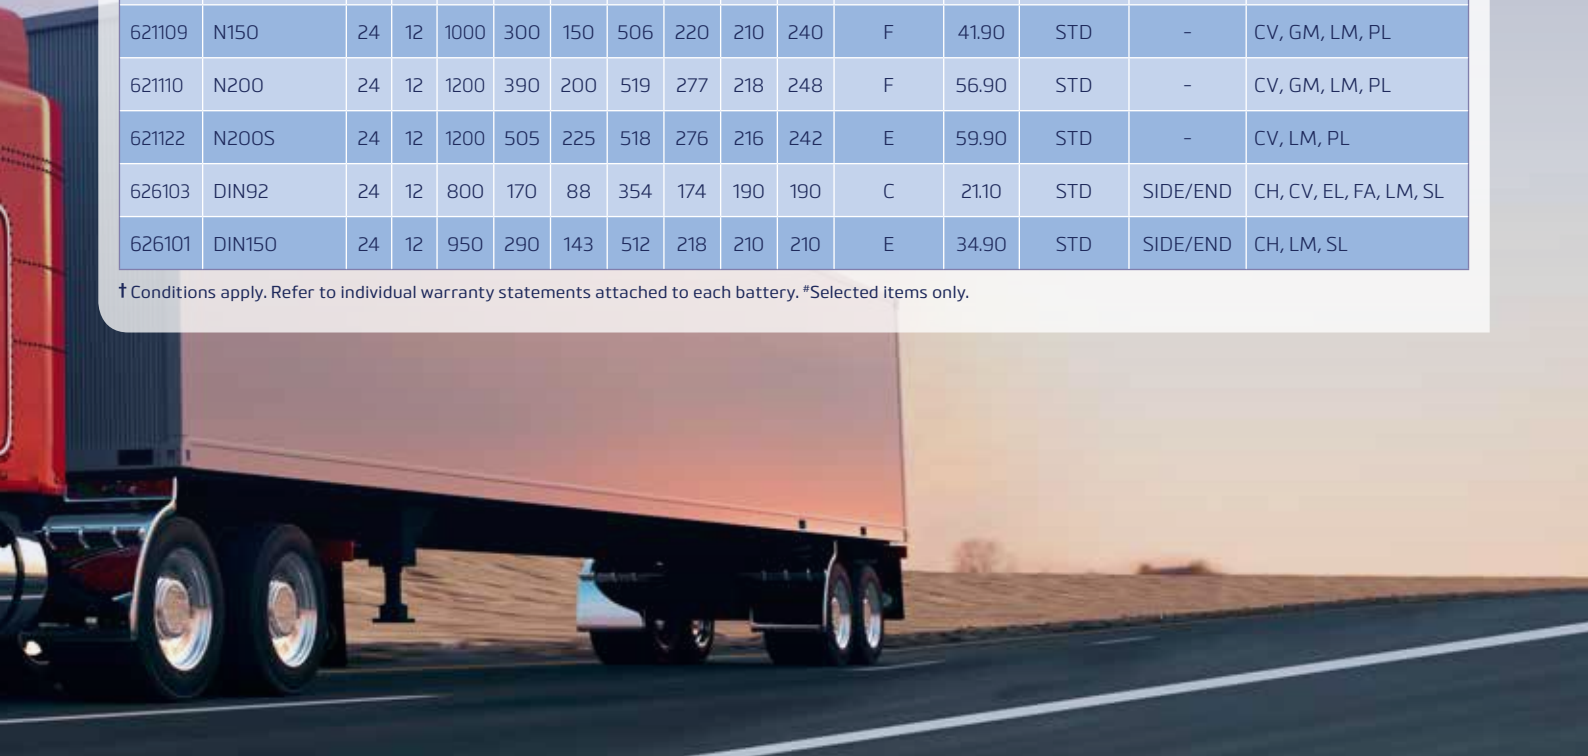 621109 N150 24 12 1000 300 150 506 220 210 240 F 41.90 STD - CV, GM, LM, PL
621110 N200 24 12 1200 390 200 519 277 218 248 F 56.90 STD - CV, GM, LM, PL
621122 N200S 24 12 1200 505 225 518 276 216 242 E 59.90 STD - CV, LM, PL
626103 DIN92 24 12 800 170 88 354 174 190 190 C 21.10 STD SIDE/END CH, CV, EL, FA, LM, SL
626101 DIN150 24 12 950 290 143 512 218 210 210 E 34.90 STD SIDE/END CH, LM, SL
† Conditions apply. Refer to individual warranty statements attached to each battery. #Selected items only.